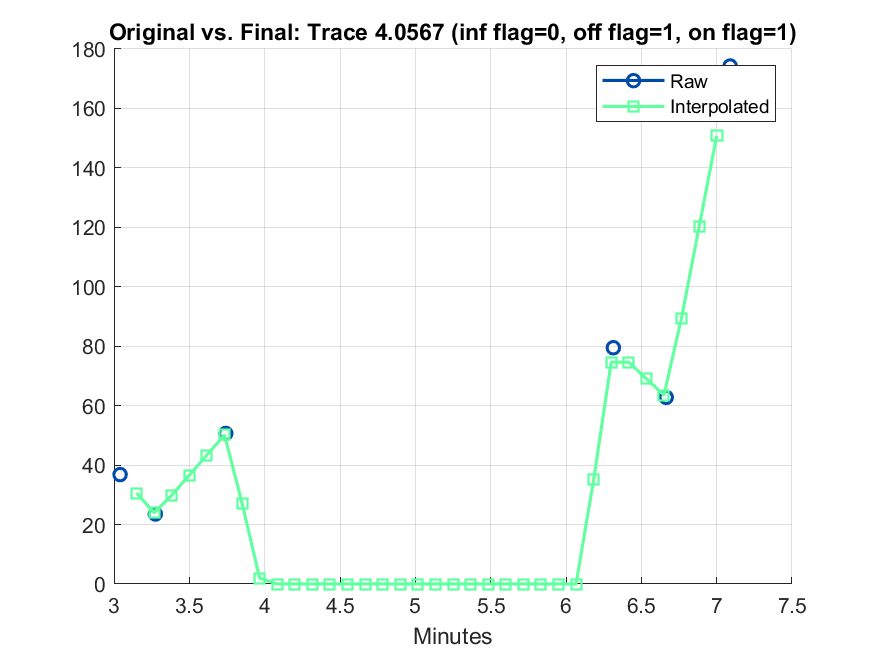 Original vs. Final: Trace 4.0567 (inf flag=0, off flag=1, on flag=1)
180
160
140
120
100
80
60
40
20
0
Raw
Interpolated
3 3.5 4 4.5 5 5.5 6 6.5 7 7.5
Minutes